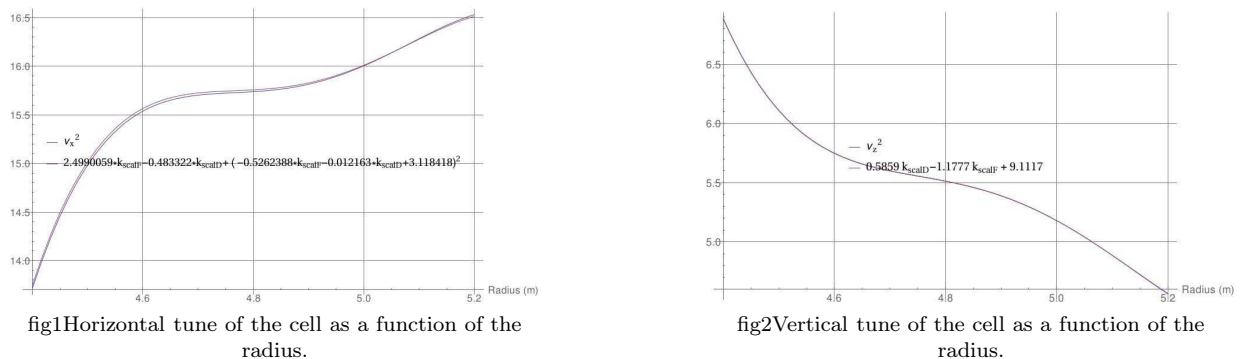 16.5
16.0
15.5
15.0
14.5
14.0
4.6
4.8
5.0
5.2
Radius (m)
— νx²
— 2.4990059*kscalF−0.483322*kscalD+(−0.5262388*kscalF−0.012163*kscalD+3.118418)²
fig1Horizontal tune of the cell as a function of the
radius.
6.5
6.0
5.5
5.0
4.6
4.8
5.0
5.2
Radius (m)
— νz²
— 0.5859 kscalD−1.1777 kscalF + 9.1117
fig2Vertical tune of the cell as a function of the
radius.